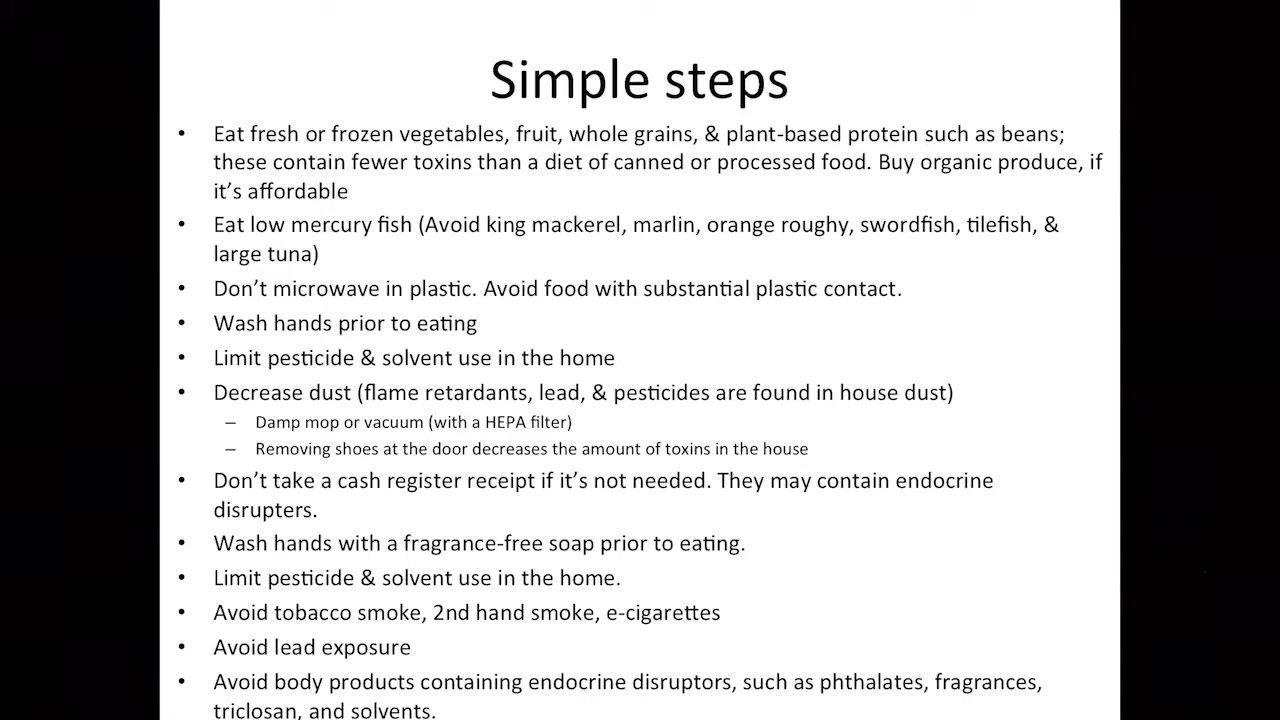 Simple steps
• Eat fresh or frozen vegetables, fruit, whole grains, & plant-based protein such as beans;
these contain fewer toxins than a diet of canned or processed food. Buy organic produce, if
it's affordable
• Eat low mercury fish (Avoid king mackerel, marlin, orange roughy, swordfish, tilefish, &
large tuna)
• Don't microwave in plastic. Avoid food with substantial plastic contact.
• Wash hands prior to eating
• Limit pesticide & solvent use in the home
• Decrease dust (flame retardants, lead, & pesticides are found in house dust)
– Damp mop or vacuum (with a HEPA filter)
– Removing shoes at the door decreases the amount of toxins in the house
• Don't take a cash register receipt if it's not needed. They may contain endocrine
disrupters.
• Wash hands with a fragrance-free soap prior to eating.
• Limit pesticide & solvent use in the home.
• Avoid tobacco smoke, 2nd hand smoke, e-cigarettes
• Avoid lead exposure
• Avoid body products containing endocrine disruptors, such as phthalates, fragrances,
triclosan, and solvents.